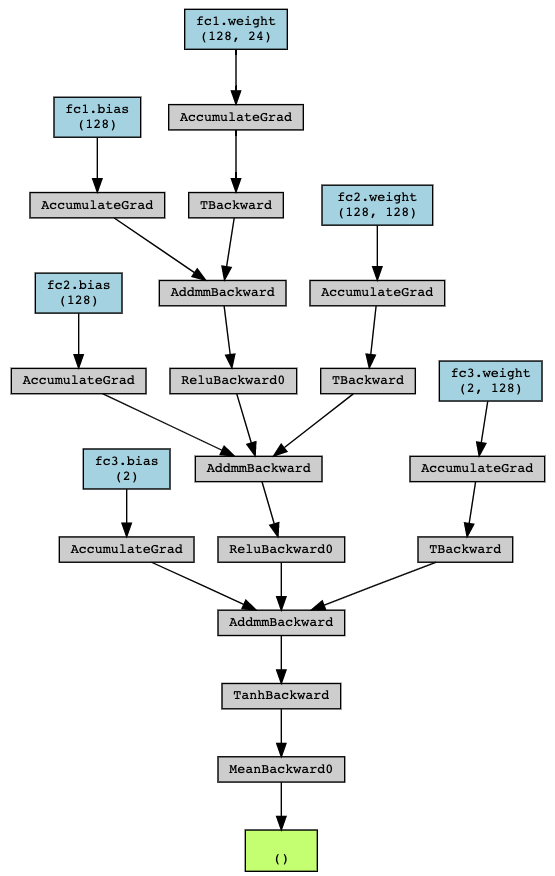 fc1.weight
(128, 24)
fc1.bias
(128)
AccumulateGrad
AccumulateGrad
TBackward
fc2.weight
(128, 128)
fc2.bias
(128)
AddmmBackward
AccumulateGrad
AccumulateGrad
ReluBackward0
TBackward
fc3.weight
(2, 128)
fc3.bias
(2)
AddmmBackward
AccumulateGrad
AccumulateGrad
ReluBackward0
TBackward
AddmmBackward
TanhBackward
MeanBackward0
()